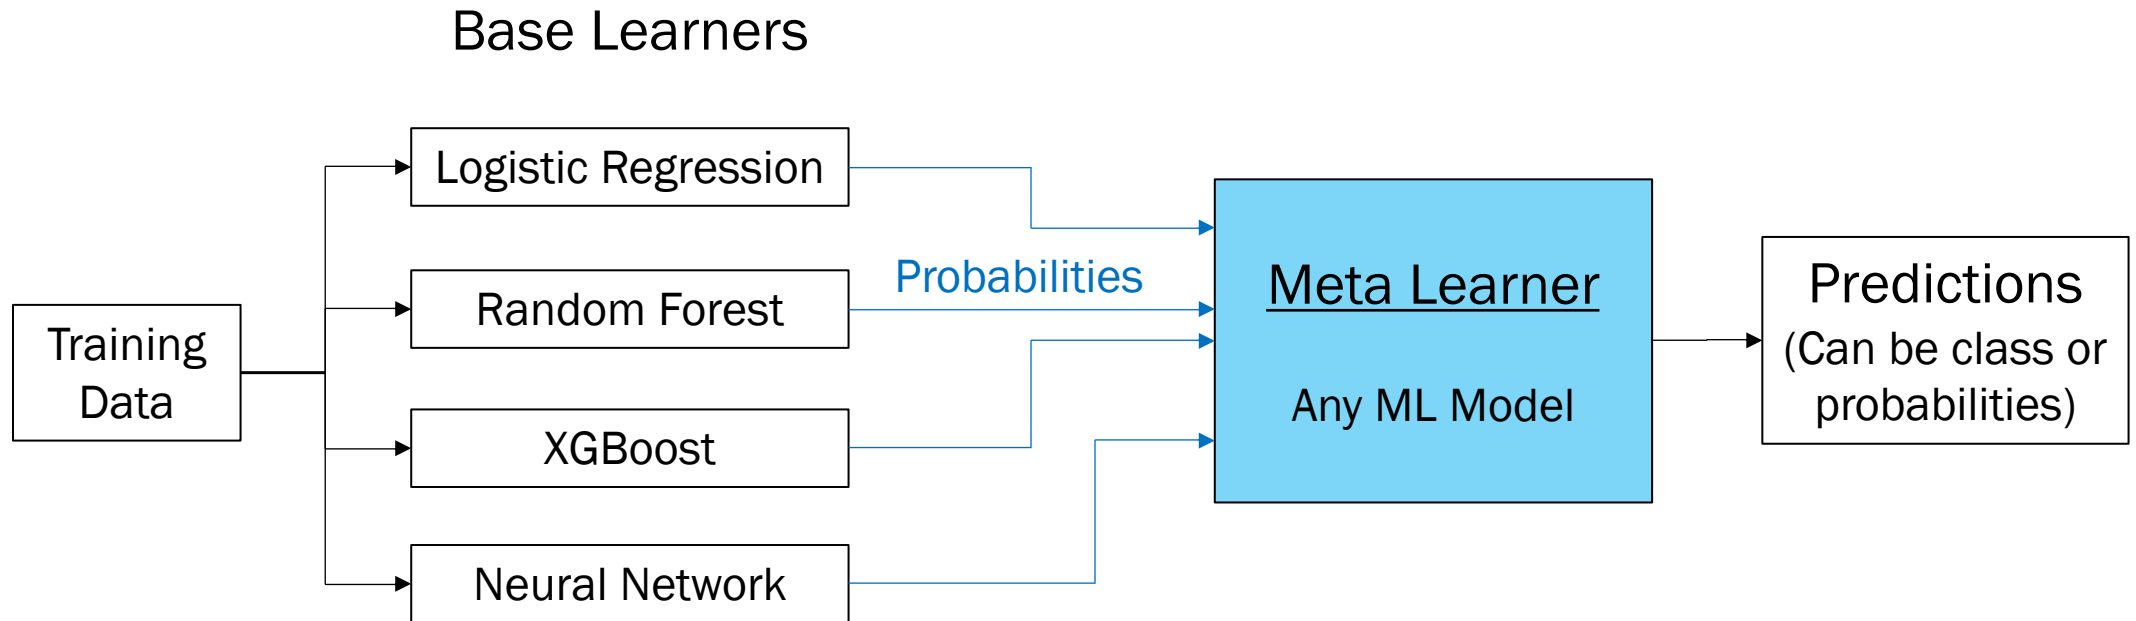 Base Learners
Training
Data
Logistic Regression
Random Forest
XGBoost
Neural Network
Probabilities
Meta Learner
Any ML Model
Predictions
(Can be class or
probabilities)